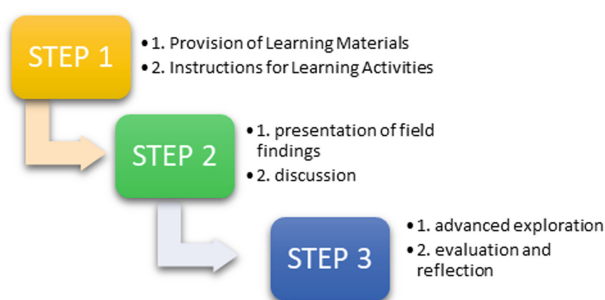 STEP 1
• 1. Provision of Learning Materials
• 2. Instructions for Learning Activities
STEP 2
• 1. presentation of field
findings
• 2. discussion
STEP 3
• 1. advanced exploration
• 2. evaluation and
reflection